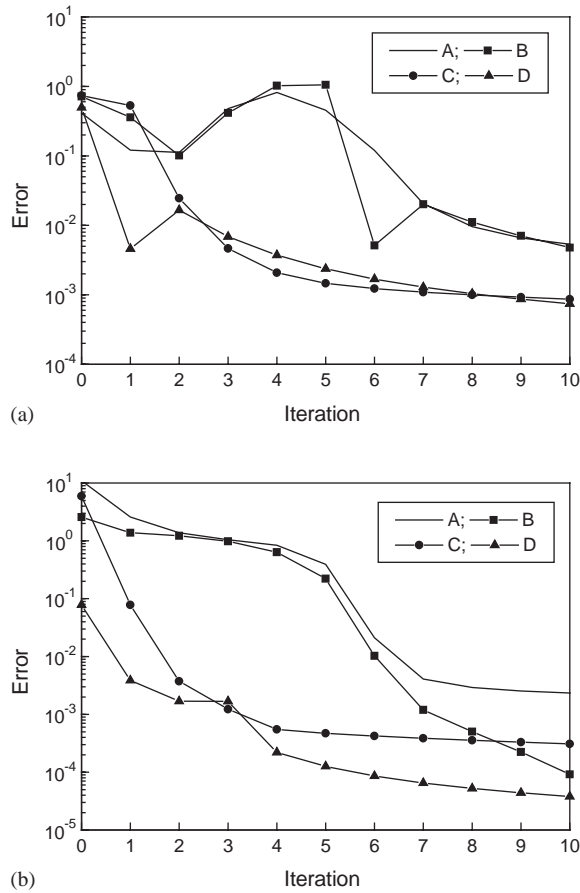 10^1
10^0
10^-1
10^-2
10^-3
10^-4
Error
A; B
C; D
0 1 2 3 4 5 6 7 8 9 10
Iteration
(a)
10^1
10^0
10^-1
10^-2
10^-3
10^-4
10^-5
Error
A; B
C; D
0 1 2 3 4 5 6 7 8 9 10
Iteration
(b)